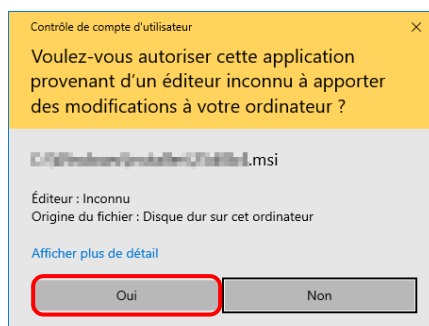 Contrôle de compte d'utilisateur
Voulez-vous autoriser cette application
provenant d'un éditeur inconnu à apporter
des modifications à votre ordinateur ?
.msi
Éditeur : Inconnu
Origine du fichier : Disque dur sur cet ordinateur
Afficher plus de détail
Oui
Non